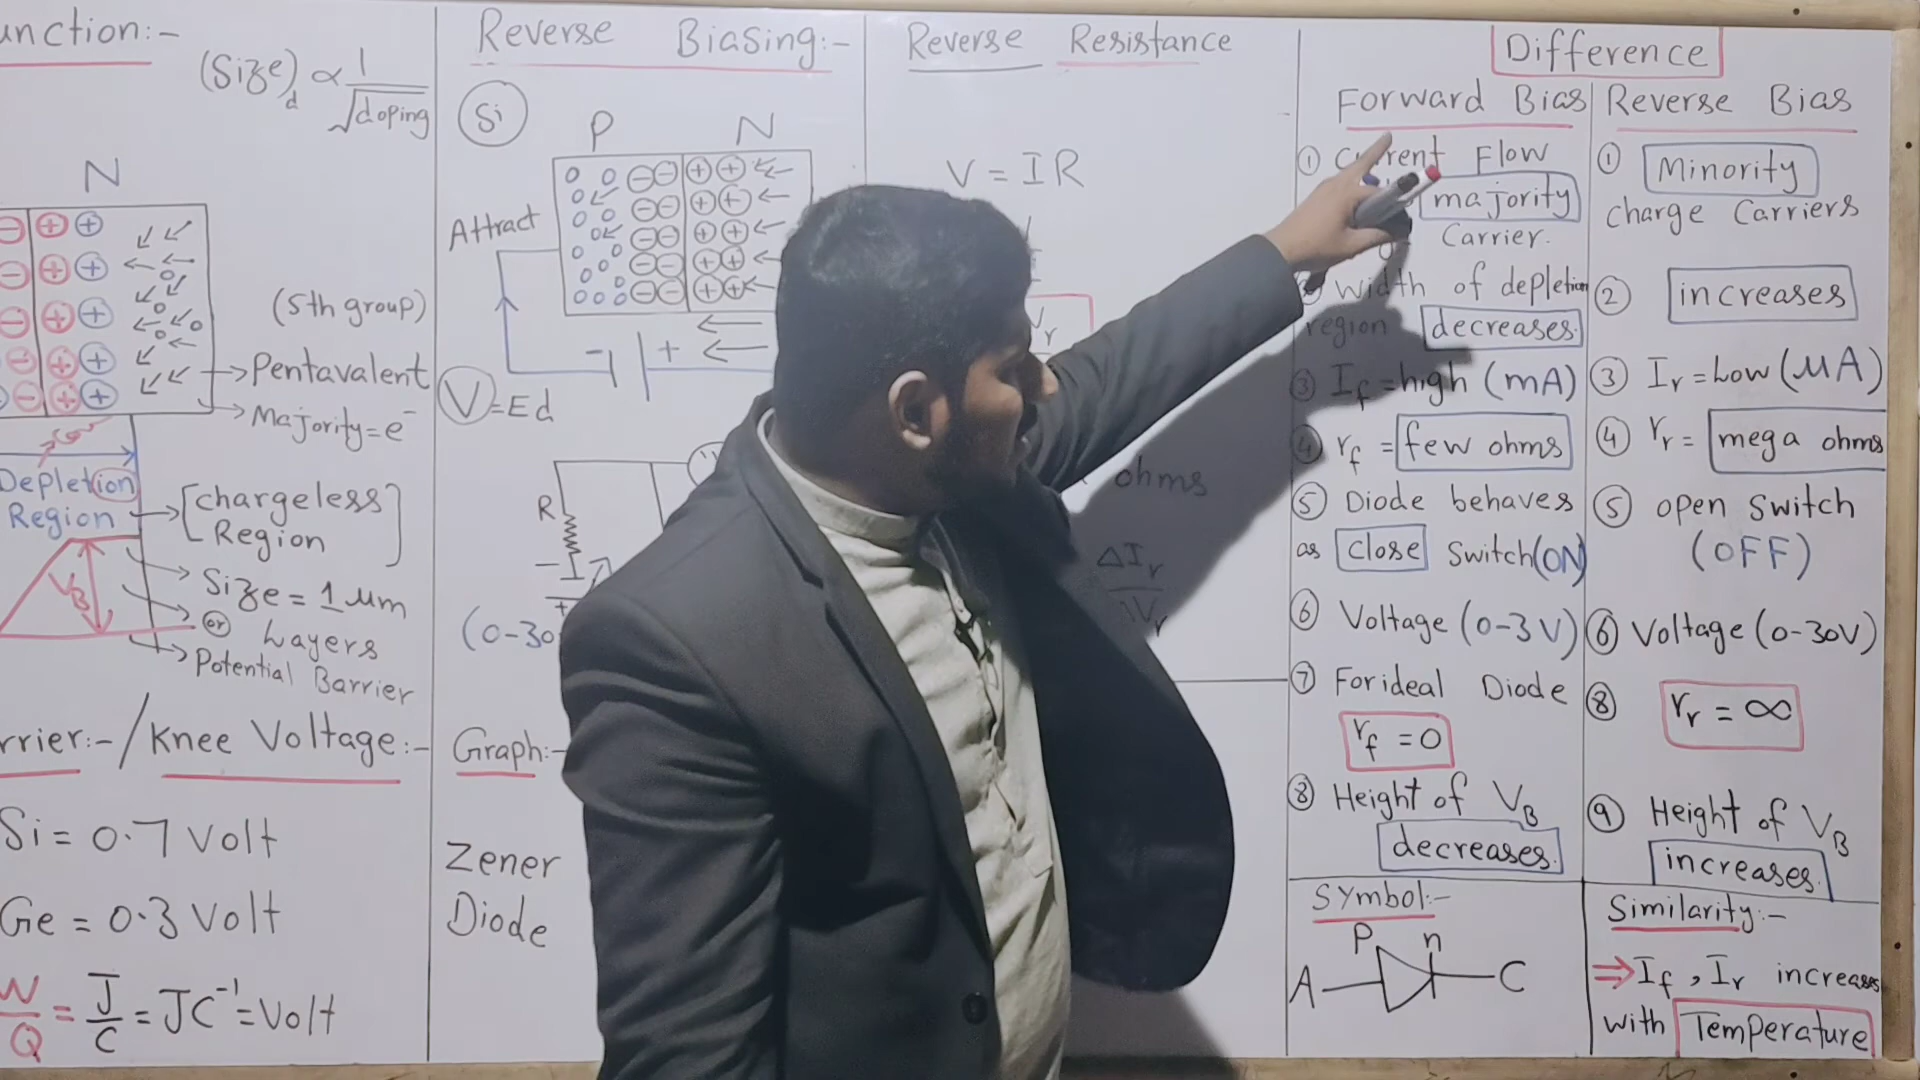 unction:-
(Size)d ∝ 1/√doping
N
(5th group)
Pentavalent
Majority=e⁻
Depletion
Region
[Chargeless
Region]
Size = 1 μm
or Layers
Potential Barrier
VB
rrier:- / Knee Voltage:-
Si = 0.7 Volt
Ge = 0.3 Volt
W/Q = J/C = JC⁻¹ = Volt
Reverse Biasing:-
Si
P N
Attract
- +
V = Ed
R
- +
(0-30
Graph:-
Zener
Diode
Reverse Resistance
V = IR
Vr
ohms
ΔIr
ΔVr
Difference
Forward Bias
① Current Flow
majority
Carrier.
width of depletion
region decreases.
③ If = high (mA)
④ rf = few ohms
⑤ Diode behaves
as Close Switch (ON)
⑥ Voltage (0-3V)
⑦ For ideal Diode
rf = 0
⑧ Height of VB
decreases.
Reverse Bias
① Minority
charge Carriers
② increases
③ Ir = Low (μA)
④ rr = mega ohms
⑤ open Switch
(OFF)
⑥ Voltage (0-30V)
⑧ rr = ∞
⑨ Height of VB
increases.
Symbol:-
P n
A C
Similarity:-
⇒ If , Ir increases
with Temperature